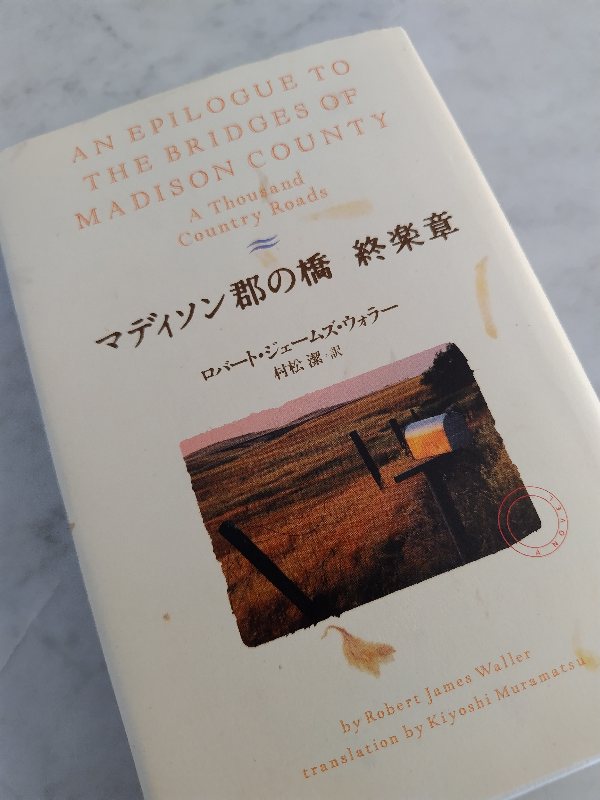 AN EPILOGUE TO
THE BRIDGES OF
MADISON COUNTY
A Thousand
Country Roads
マディソン郡の橋 終楽章
ロバート・ジェームズ・ウォラー
村松 潔 訳
by Robert James Waller
translation by Kiyoshi Muramatsu